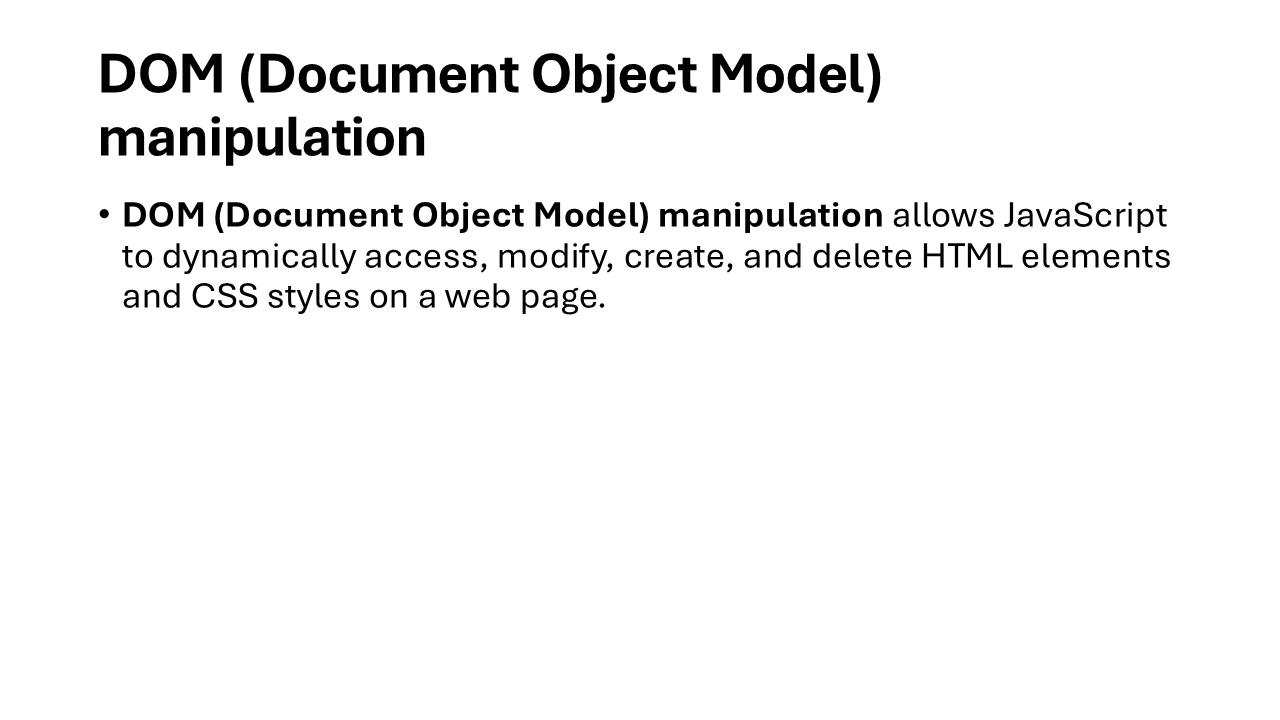 DOM (Document Object Model)
manipulation
• DOM (Document Object Model) manipulation allows JavaScript
to dynamically access, modify, create, and delete HTML elements
and CSS styles on a web page.